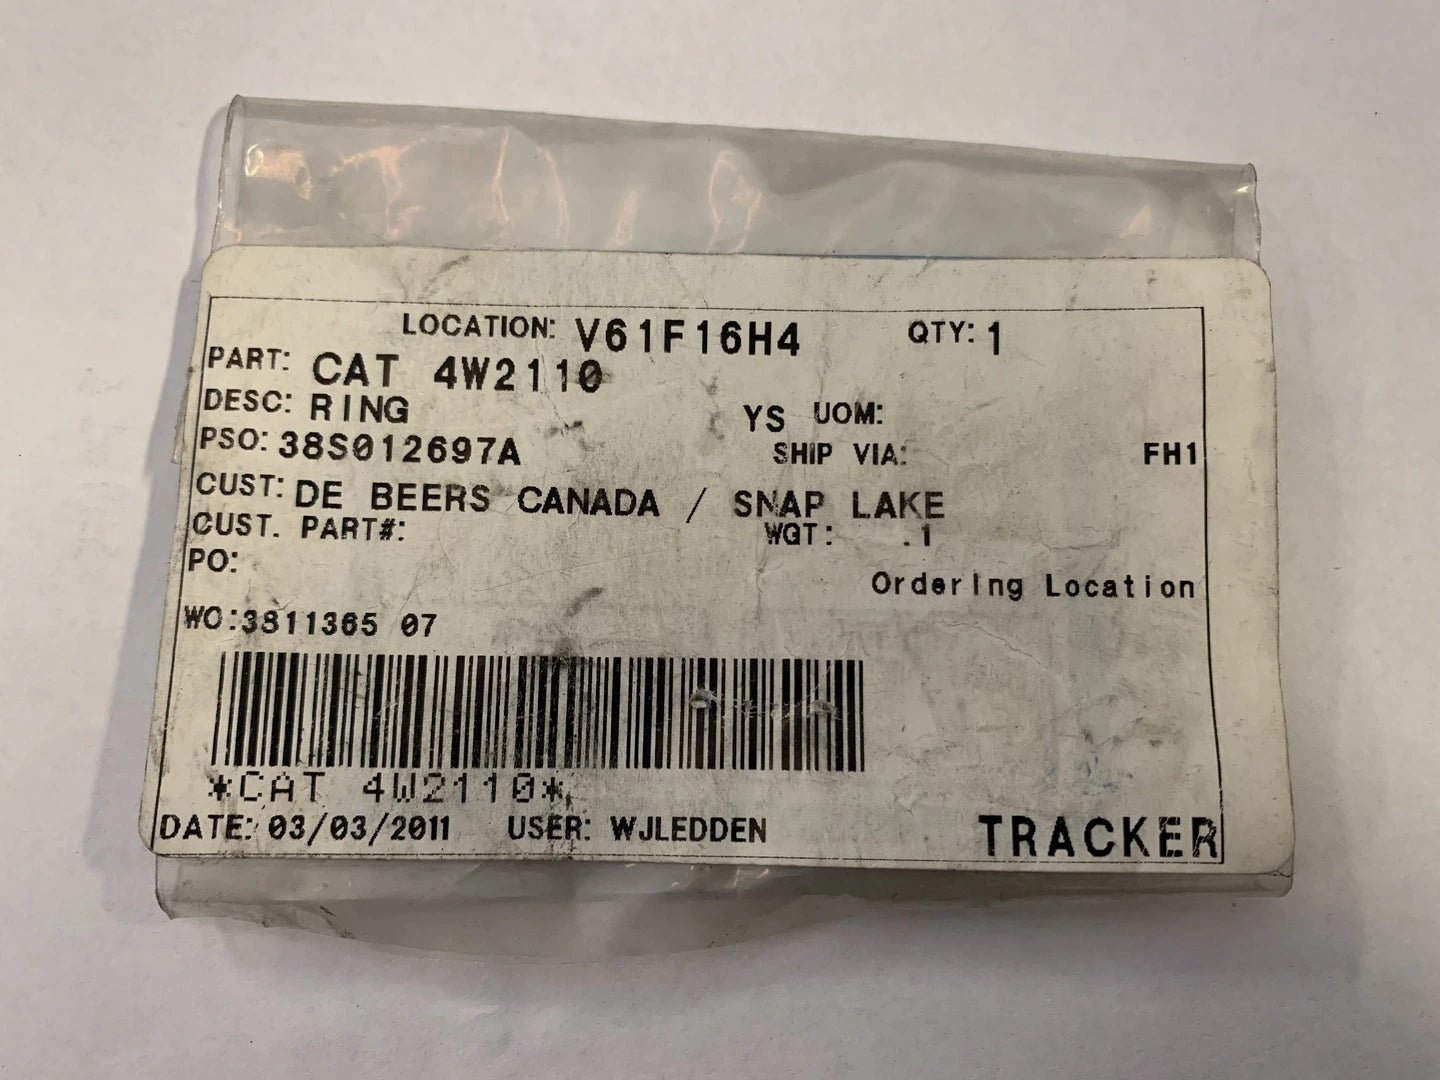 LOCATION: V61F16H4 QTY: 1
PART: CAT 4W2110
DESC: RING YS UOM:
PSO: 38S012697A SHIP VIA: FH1
CUST: DE BEERS CANADA / SNAP LAKE
CUST. PART#: WGT: .1
PO:
Ordering Location
WO:3811365 07
*CAT 4W2110*
DATE: 03/03/2011 USER: WJLEDDEN TRACKER